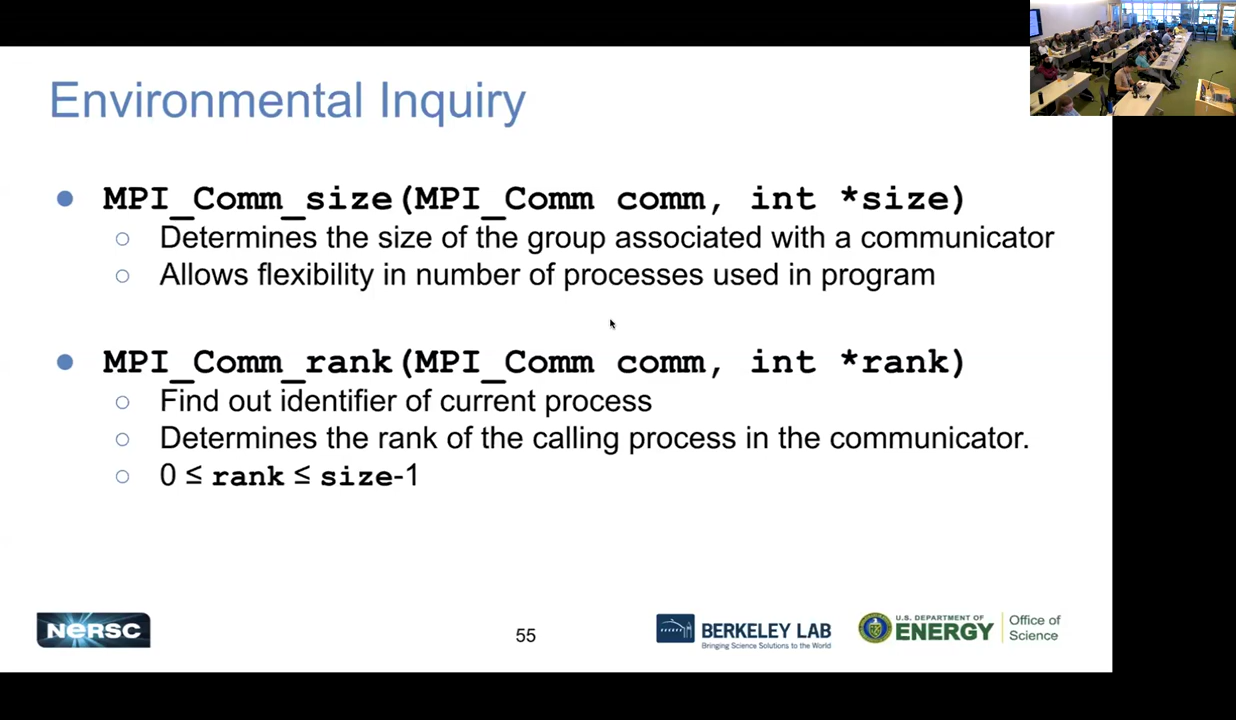 Environmental Inquiry
● MPI_Comm_size(MPI_Comm comm, int *size)
○ Determines the size of the group associated with a communicator
○ Allows flexibility in number of processes used in program
● MPI_Comm_rank(MPI_Comm comm, int *rank)
○ Find out identifier of current process
○ Determines the rank of the calling process in the communicator.
○ 0 ≤ rank ≤ size-1
NERSC
55
BERKELEY LAB
Bringing Science Solutions to the World
U.S. DEPARTMENT OF
ENERGY
Office of
Science